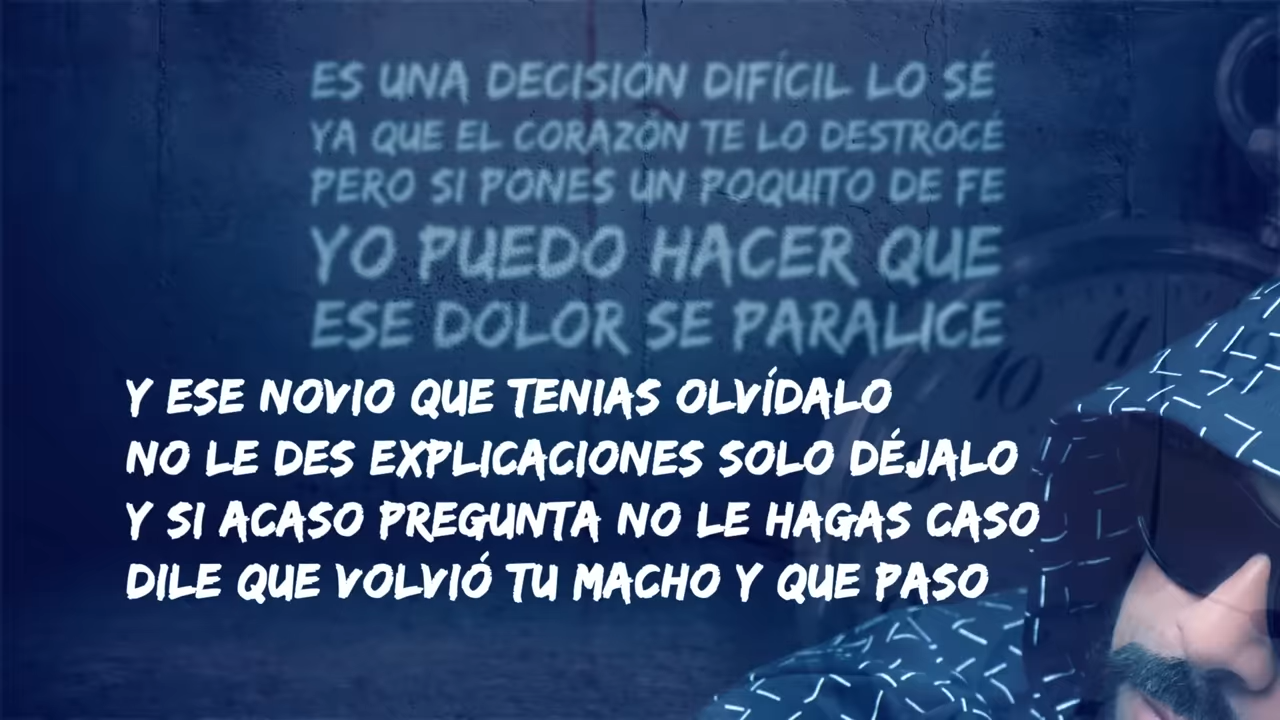 ES UNA DECISIÓN DIFÍCIL LO SÉ
YA QUE EL CORAZÓN TE LO DESTROCÉ
PERO SI PONES UN POQUITO DE FE
YO PUEDO HACER QUE
ESE DOLOR SE PARALICE
Y ESE NOVIO QUE TENIAS OLVÍDALO
NO LE DES EXPLICACIONES SOLO DÉJALO
Y SI ACASO PREGUNTA NO LE HAGAS CASO
DILE QUE VOLVIÓ TU MACHO Y QUE PASO
11
10